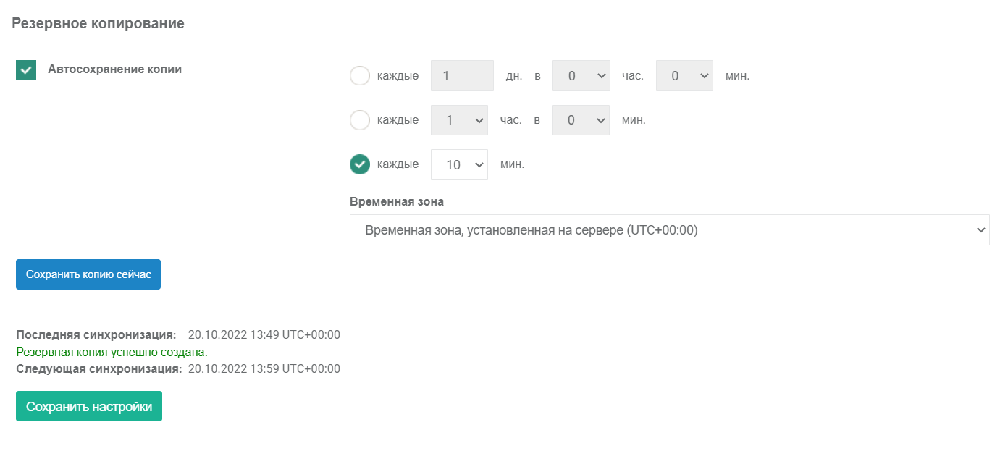 Резервное копирование
Автосохранение копии
каждые 1 дн. в 0 час. 0 мин.
каждые 1 час. в 0 мин.
каждые 10 мин.
Временная зона
Временная зона, установленная на сервере (UTC+00:00)
Сохранить копию сейчас
Последняя синхронизация: 20.10.2022 13:49 UTC+00:00
Резервная копия успешно создана.
Следующая синхронизация: 20.10.2022 13:59 UTC+00:00
Сохранить настройки